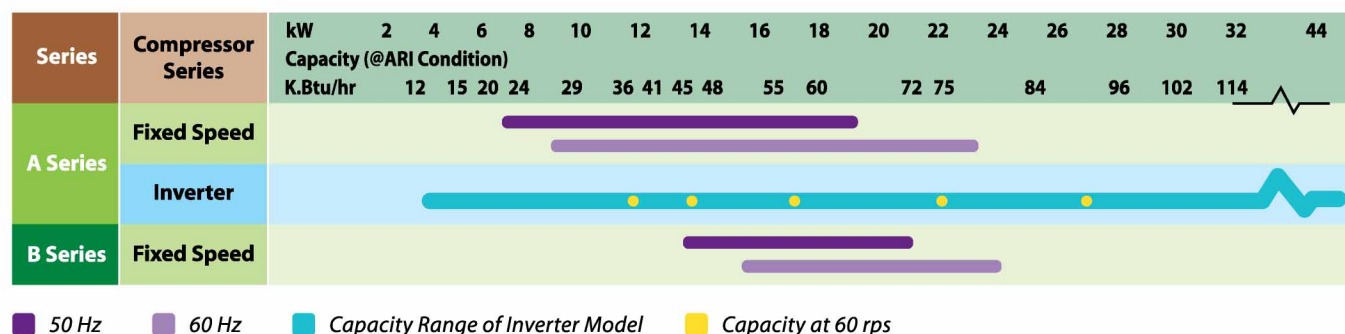 Series
Compressor
Series
kW 2 4 6 8 10 12 14 16 18 20 22 24 26 28 30 32 44
Capacity (@ARI Condition)
K.Btu/hr 12 15 20 24 29 36 41 45 48 55 60 72 75 84 96 102 114
A Series
Fixed Speed
Inverter
B Series
Fixed Speed
50 Hz 60 Hz Capacity Range of Inverter Model Capacity at 60 rps